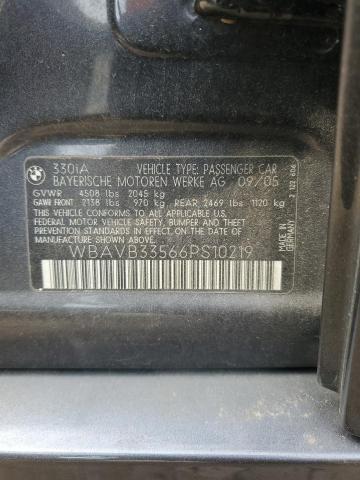 BMW
330iA VEHICLE TYPE: PASSENGER CAR
BAYERISCHE MOTOREN WERKE AG 09/05
GVWR 4508 lbs 2045 kg
GAWR FRONT 2138 lbs 970 kg REAR 2469 lbs 1120 kg
THIS VEHICLE CONFORMS TO ALL APPLICABLE
FEDERAL MOTOR VEHICLE SAFETY, BUMPER,
AND THEFT PREVENTION STANDARDS IN
EFFECT ON THE DATE OF
MANUFACTURE SHOWN ABOVE.
WBAVB33566PS10219
MADE IN
GERMANY